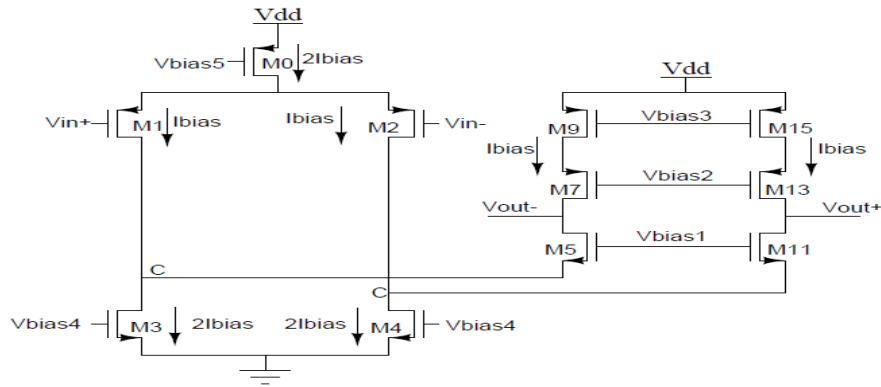 Vdd
Vbias5 M0 2Ibias
Vdd
Vin+ M1 Ibias Ibias M2 Vin-
M9 Vbias3 M15
Ibias Ibias
M7 Vbias2 M13
Vout- Vout+
M5 Vbias1 M11
C
C
Vbias4 M3 2Ibias 2Ibias M4 Vbias4